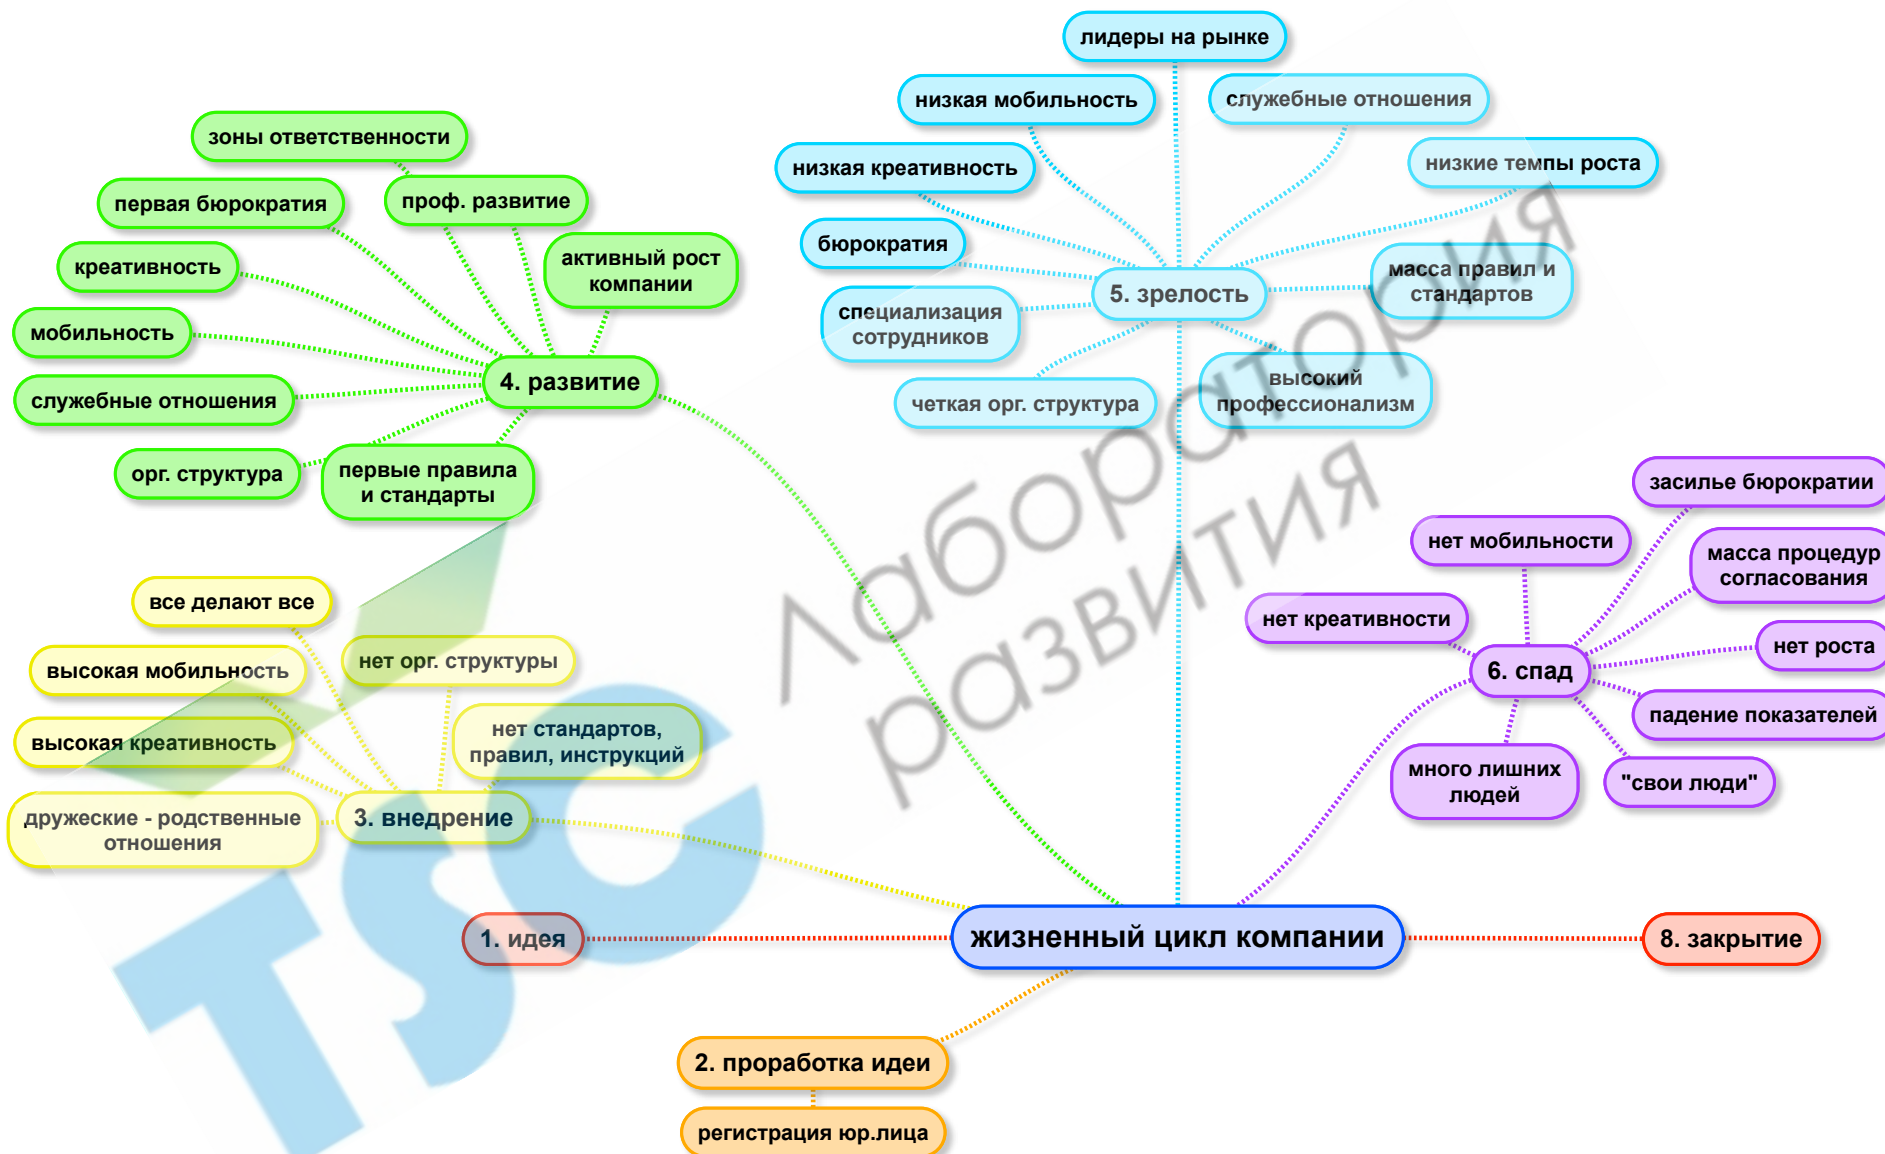 лидеры на рынке
низкая мобильность
служебные отношения
зоны ответственности
низкая креативность
низкие темпы роста
первая бюрократия
проф. развитие
бюрократия
креативность
активный рост
компании
5. зрелость
масса правил и
стандартов
мобильность
специализация
сотрудников
4. развитие
служебные отношения
четкая орг. структура
высокий
профессионализм
орг. структура
первые правила
и стандарты
засилье бюрократии
нет мобильности
масса процедур
согласования
все делают все
нет креативности
нет орг. структуры
высокая мобильность
6. спад
нет роста
высокая креативность
нет стандартов,
правил, инструкций
падение показателей
много лишних
людей
"свои люди"
дружеские - родственные
отношения
3. внедрение
1. идея
жизненный цикл компании
8. закрытие
2. проработка идеи
регистрация юр.лица
TSC
Лаборатория
развития